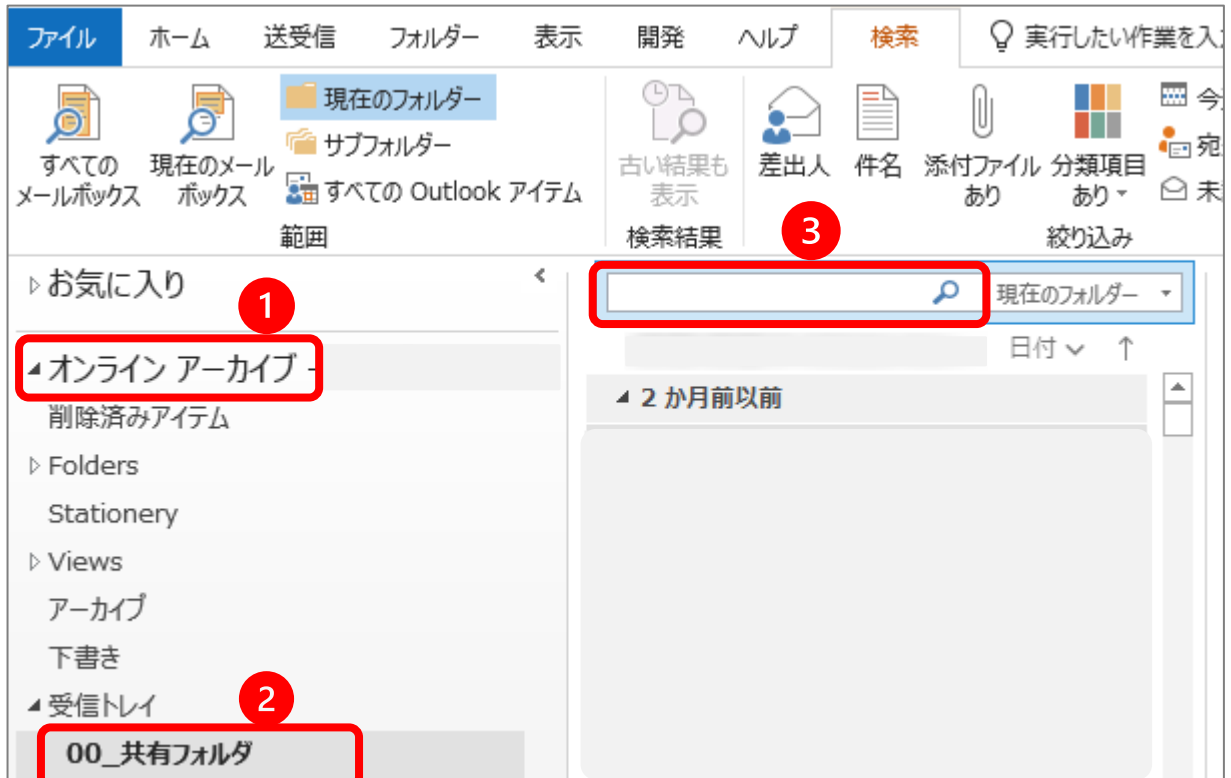 ファイル ホーム 送受信 フォルダー 表示 開発 ヘルプ 検索 実行したい作業を入
すべての
メールボックス
現在のメール
ボックス
現在のフォルダー
サブフォルダー
すべての Outlook アイテム
範囲
古い結果も
表示
検索結果
差出人
件名
添付ファイル
あり
分類項目
あり
今
宛
未
絞り込み
お気に入り
1
オンライン アーカイブ -
削除済みアイテム
Folders
Stationery
Views
アーカイブ
下書き
受信トレイ
2
00_共有フォルダ
3
現在のフォルダー
日付 ↑
2 か月前以前